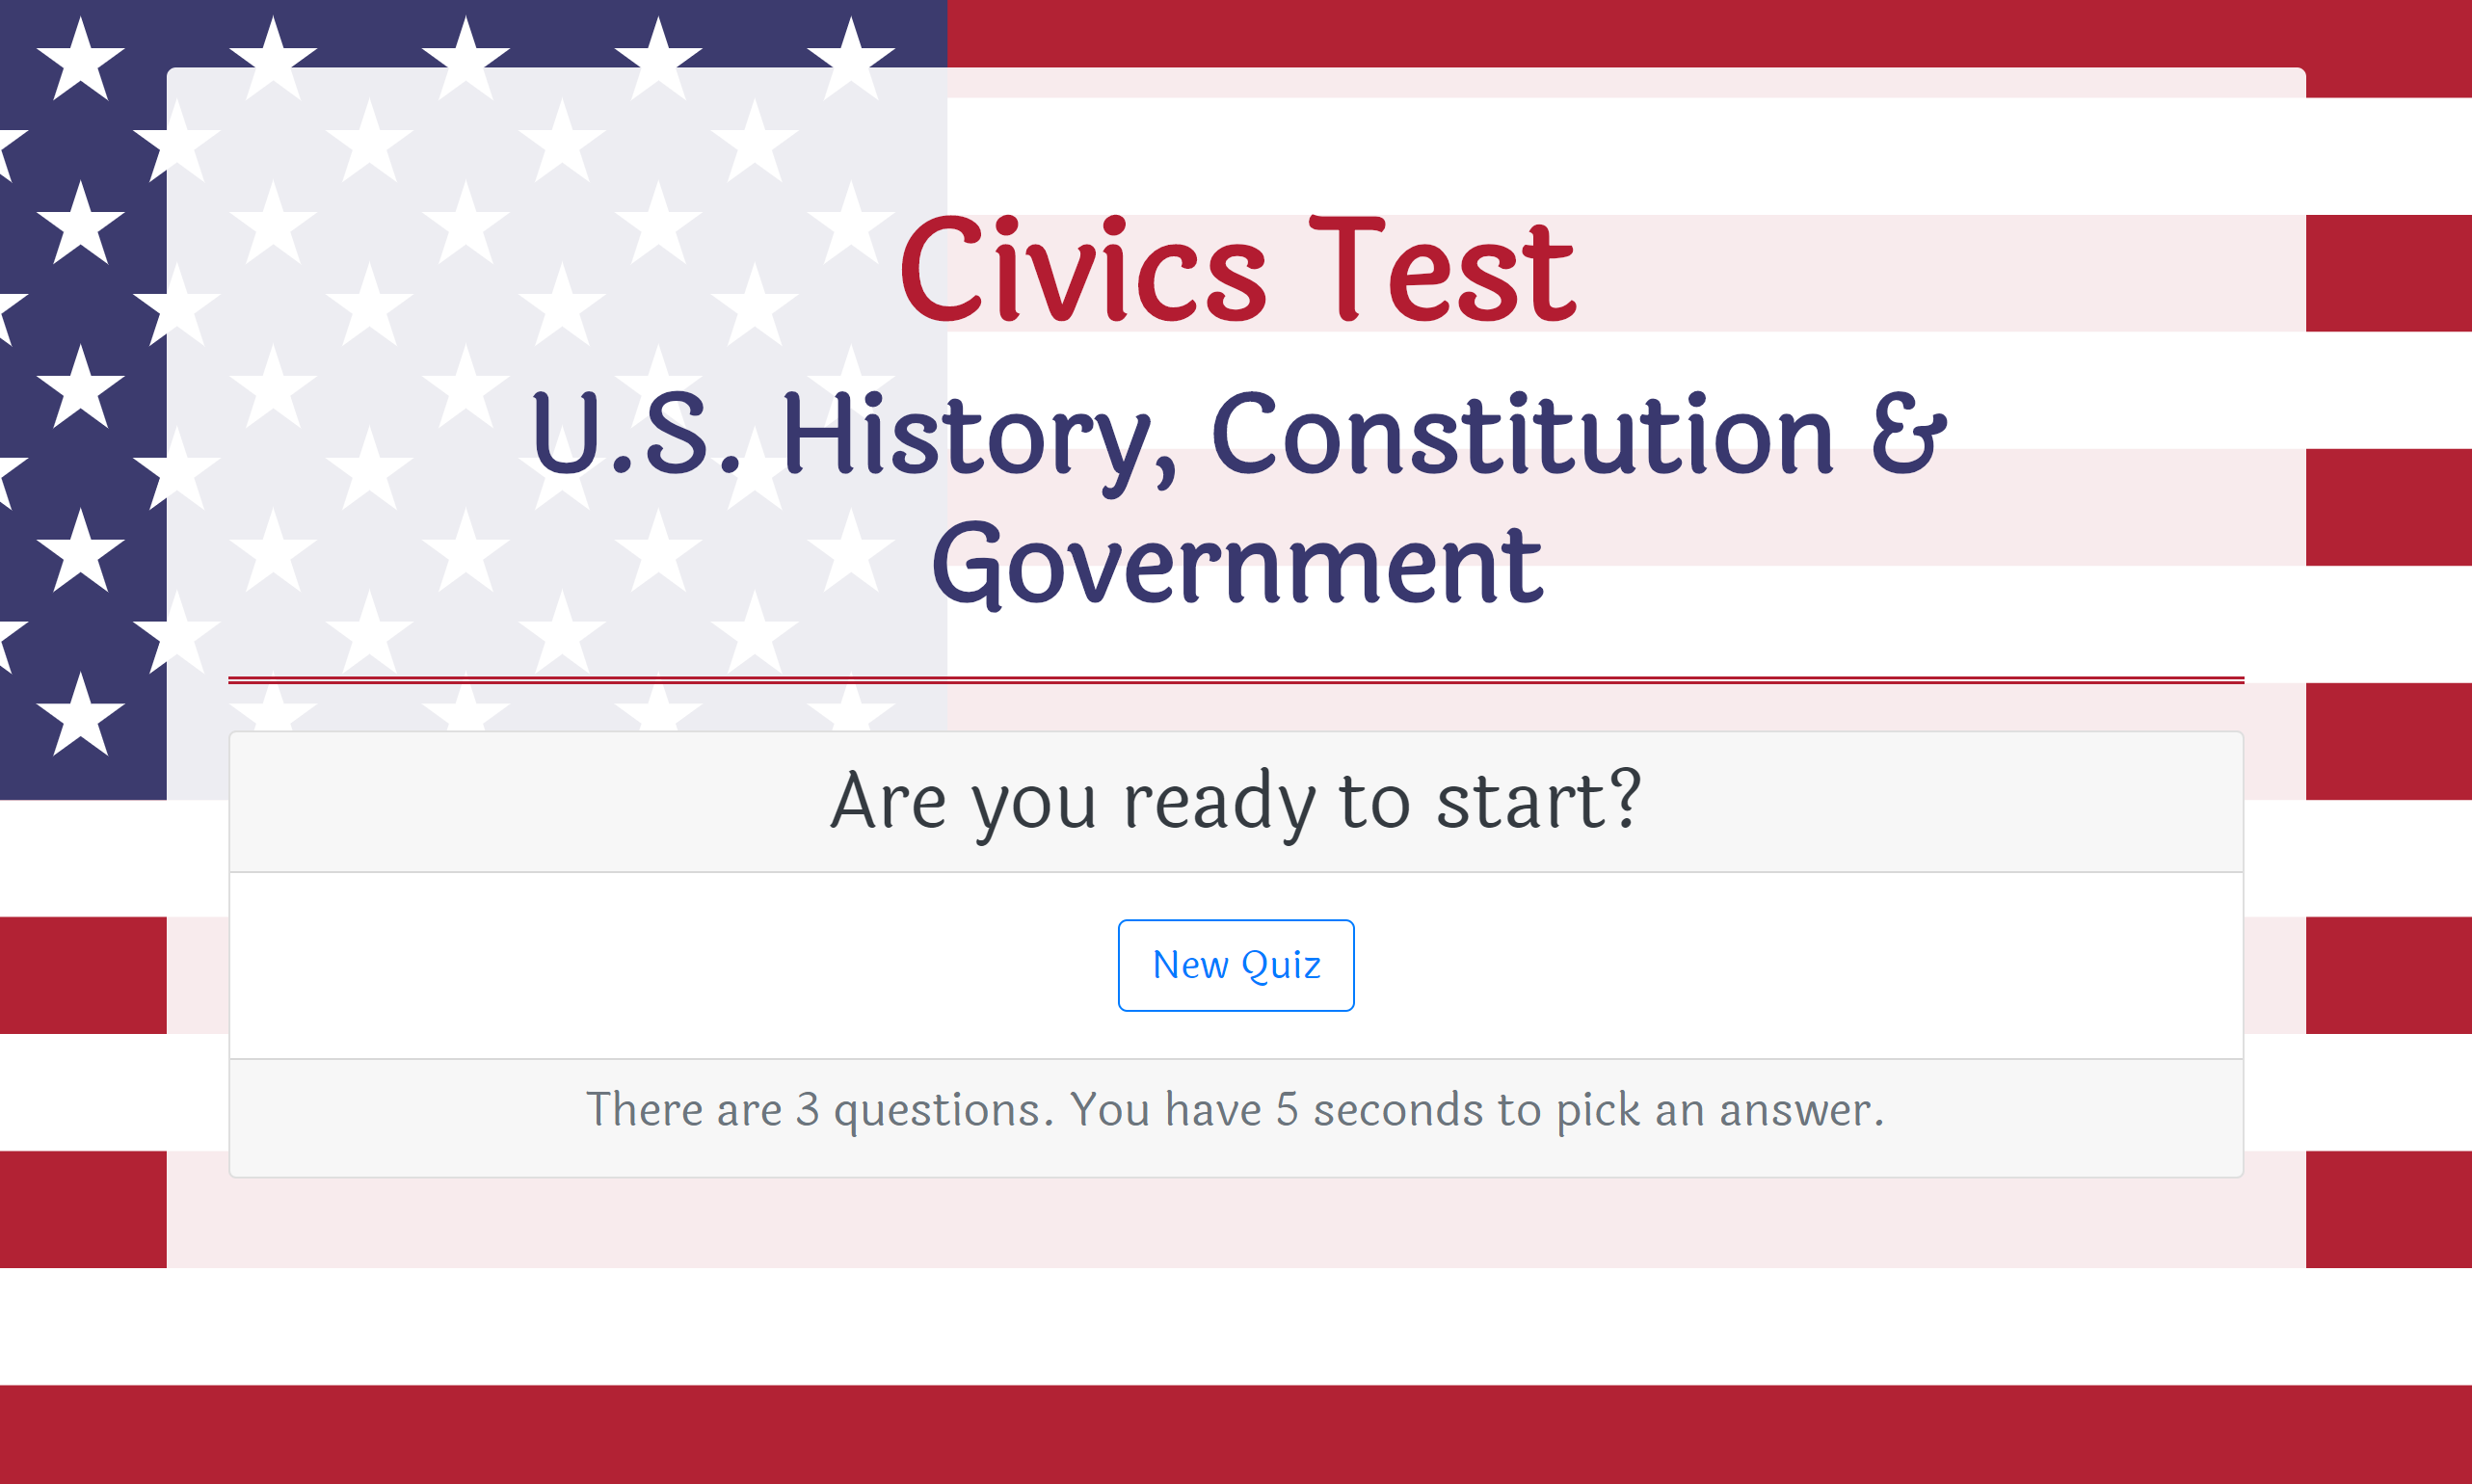 Civics Test
U.S. History, Constitution &
Government
Are you ready to start?
New Quiz
There are 3 questions. You have 5 seconds to pick an answer.